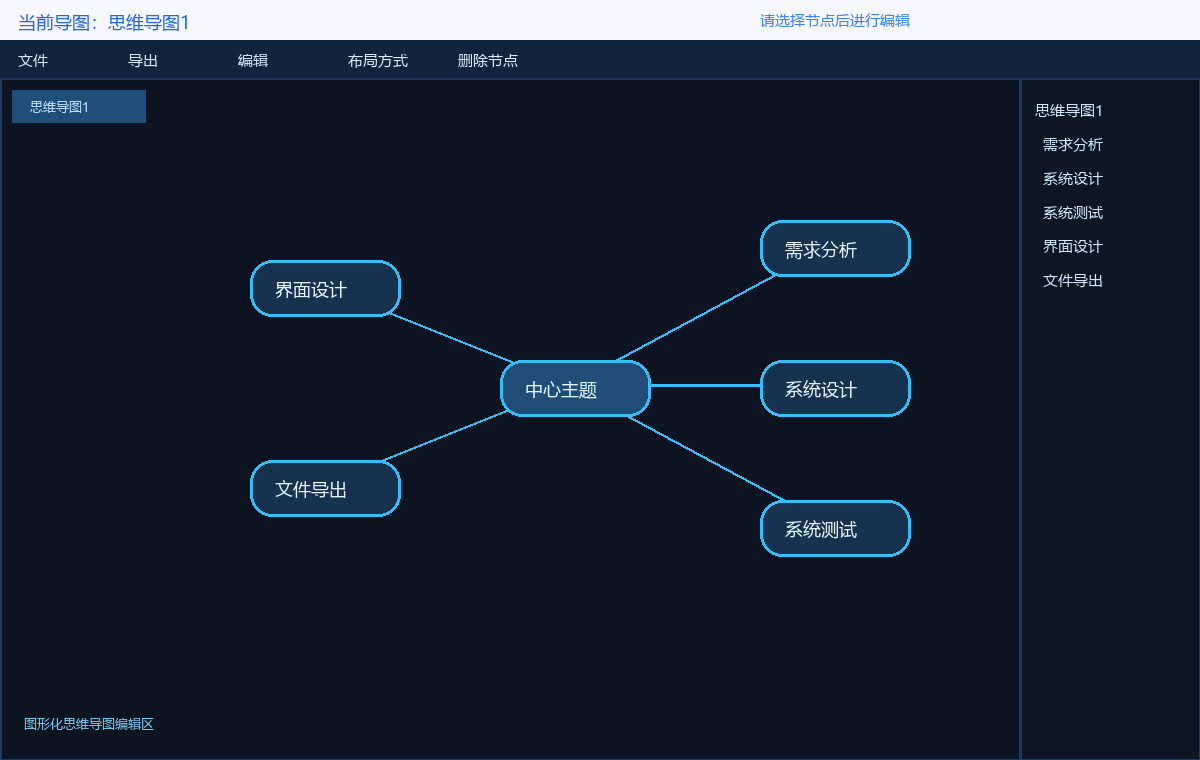 当前导图：思维导图1
请选择节点后进行编辑
文件
导出
编辑
布局方式
删除节点
思维导图1
界面设计
文件导出
中心主题
需求分析
系统设计
系统测试
图形化思维导图编辑区
思维导图1
需求分析
系统设计
系统测试
界面设计
文件导出